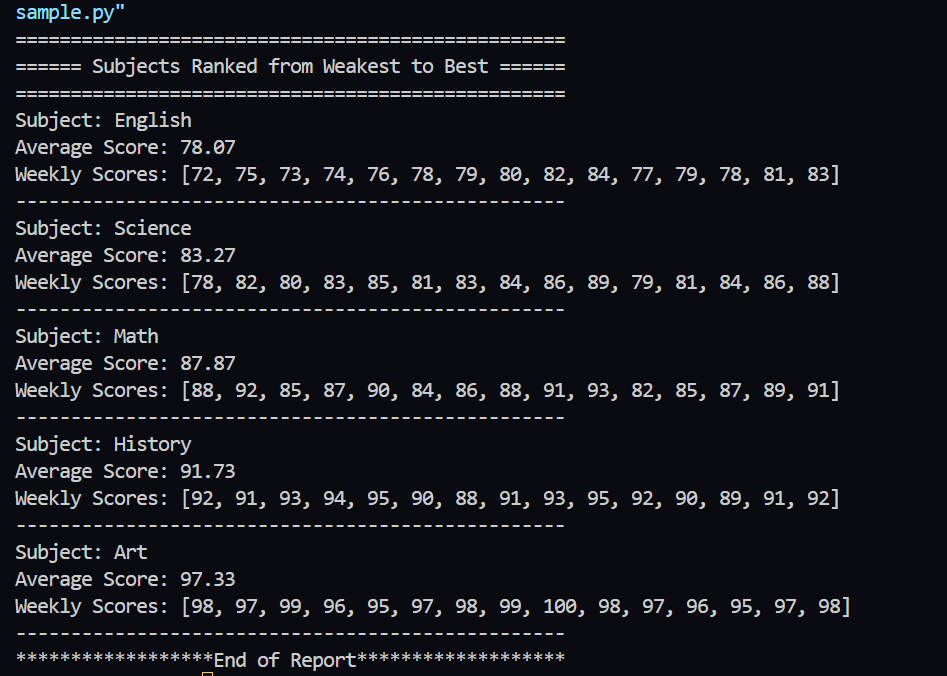 sample.py"
==================================================
====== Subjects Ranked from Weakest to Best ======
==================================================
Subject: English
Average Score: 78.07
Weekly Scores: [72, 75, 73, 74, 76, 78, 79, 80, 82, 84, 77, 79, 78, 81, 83]
--------------------------------------------------
Subject: Science
Average Score: 83.27
Weekly Scores: [78, 82, 80, 83, 85, 81, 83, 84, 86, 89, 79, 81, 84, 86, 88]
--------------------------------------------------
Subject: Math
Average Score: 87.87
Weekly Scores: [88, 92, 85, 87, 90, 84, 86, 88, 91, 93, 82, 85, 87, 89, 91]
--------------------------------------------------
Subject: History
Average Score: 91.73
Weekly Scores: [92, 91, 93, 94, 95, 90, 88, 91, 93, 95, 92, 90, 89, 91, 92]
--------------------------------------------------
Subject: Art
Average Score: 97.33
Weekly Scores: [98, 97, 99, 96, 95, 97, 98, 99, 100, 98, 97, 96, 95, 97, 98]
--------------------------------------------------
******************End of Report*******************